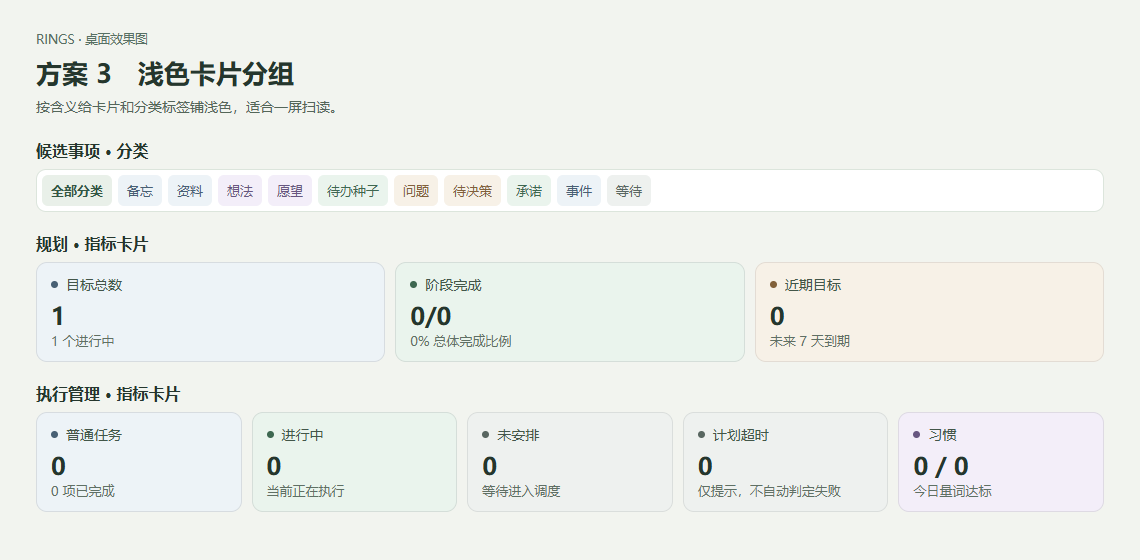 RINGS · 桌面效果图
方案 3　浅色卡片分组
按含义给卡片和分类标签铺浅色，适合一屏扫读。
候选事项 • 分类
全部分类 备忘 资料 想法 愿望 待办种子 问题 待决策 承诺 事件 等待
规划 • 指标卡片
目标总数
1
1 个进行中
阶段完成
0/0
0% 总体完成比例
近期目标
0
未来 7 天到期
执行管理 • 指标卡片
普通任务
0
0 项已完成
进行中
0
当前正在执行
未安排
0
等待进入调度
计划超时
0
仅提示，不自动判定失败
习惯
0 / 0
今日量词达标